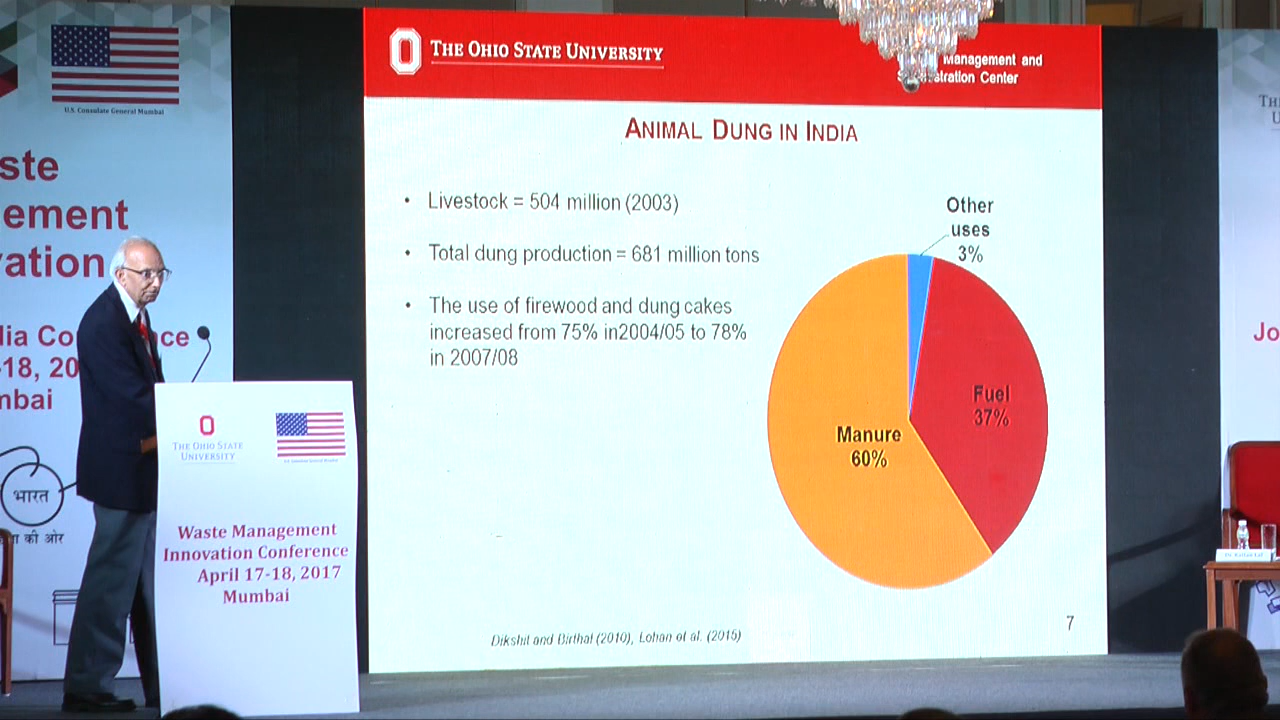 U.S. Consulate General Mumbai
ste
ement
vation
dia Co nce
-18, 20
mbai
भारत
की ओर
THE OHIO STATE UNIVERSITY
Management and
stration Center
ANIMAL DUNG IN INDIA
• Livestock = 504 million (2003)
• Total dung production = 681 million tons
• The use of firewood and dung cakes
increased from 75% in2004/05 to 78%
in 2007/08
Other
uses
3%
Fuel
37%
Manure
60%
Dikshit and Birthal (2010), Lohan et al. (2015)
7
THE OHIO STATE
UNIVERSITY
Waste Management
Innovation Conference
April 17-18, 2017
Mumbai
TH
U
Jo